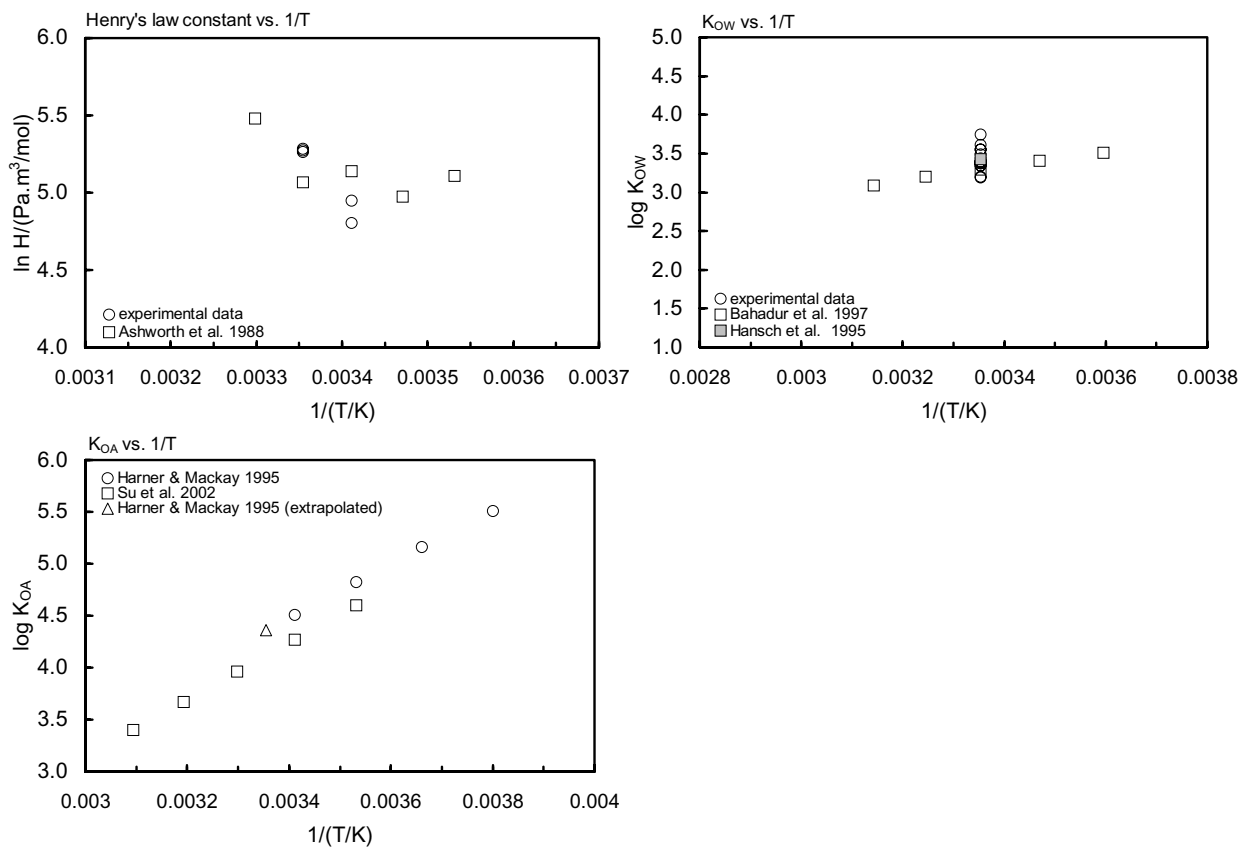 Henry's law constant vs. 1/T
6.0
5.5
5.0
4.5
4.0
ln H/(Pa.m³/mol)
experimental data
Ashworth et al. 1988
0.0031 0.0032 0.0033 0.0034 0.0035 0.0036 0.0037
1/(T/K)
K_OW vs. 1/T
5.0
4.5
4.0
3.5
3.0
2.5
2.0
1.5
1.0
log K_OW
experimental data
Bahadur et al. 1997
Hansch et al. 1995
0.0028 0.003 0.0032 0.0034 0.0036 0.0038
1/(T/K)
K_OA vs. 1/T
6.0
5.5
5.0
4.5
4.0
3.5
3.0
log K_OA
Harner & Mackay 1995
Su et al. 2002
Harner & Mackay 1995 (extrapolated)
0.003 0.0032 0.0034 0.0036 0.0038 0.004
1/(T/K)